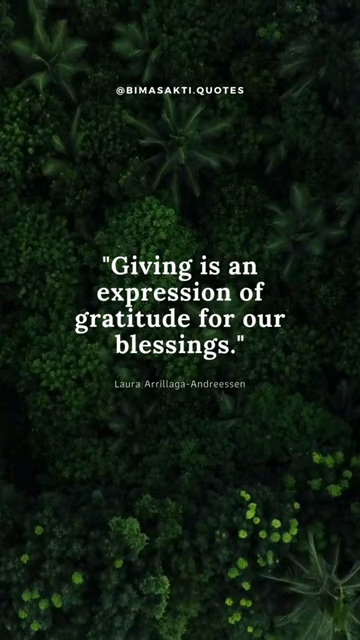 @BIMASAKTI.QUOTES
"Giving is an
expression of
gratitude for our
blessings."
Laura Arrillaga-Andreessen